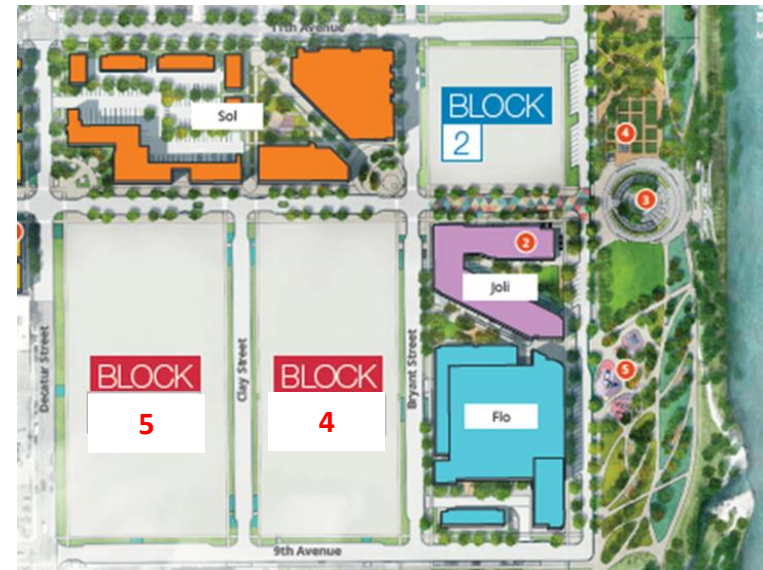 11th Avenue
Sol
BLOCK
2
4
3
2
Joli
Decatur Street
Clay Street
Bryant Street
BLOCK
5
BLOCK
4
5
Flo
9th Avenue